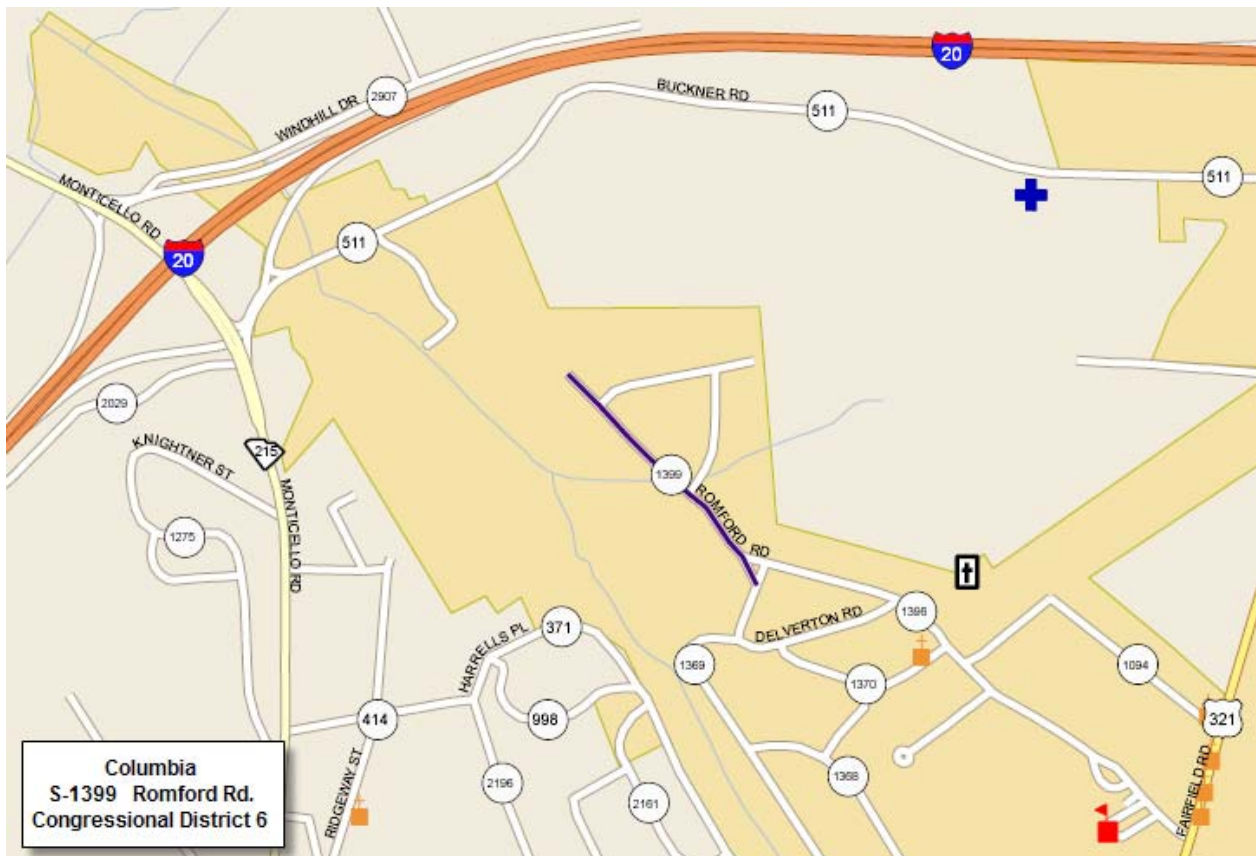 20
BUCKNER RD
511
2907
WINDHILL DR
511
MONTICELLO RD
511
20
2029
215
KNIGHTNER ST
1399
ROMFORD RD
MONTICELLO RD
1275
1396
DELVERTON RD
371
HARRELLS PL
1369
1094
1370
414
998
321
2196
1368
2161
RIDGEWAY ST
FAIRFIELD RD
Columbia
S-1399 Romford Rd.
Congressional District 6